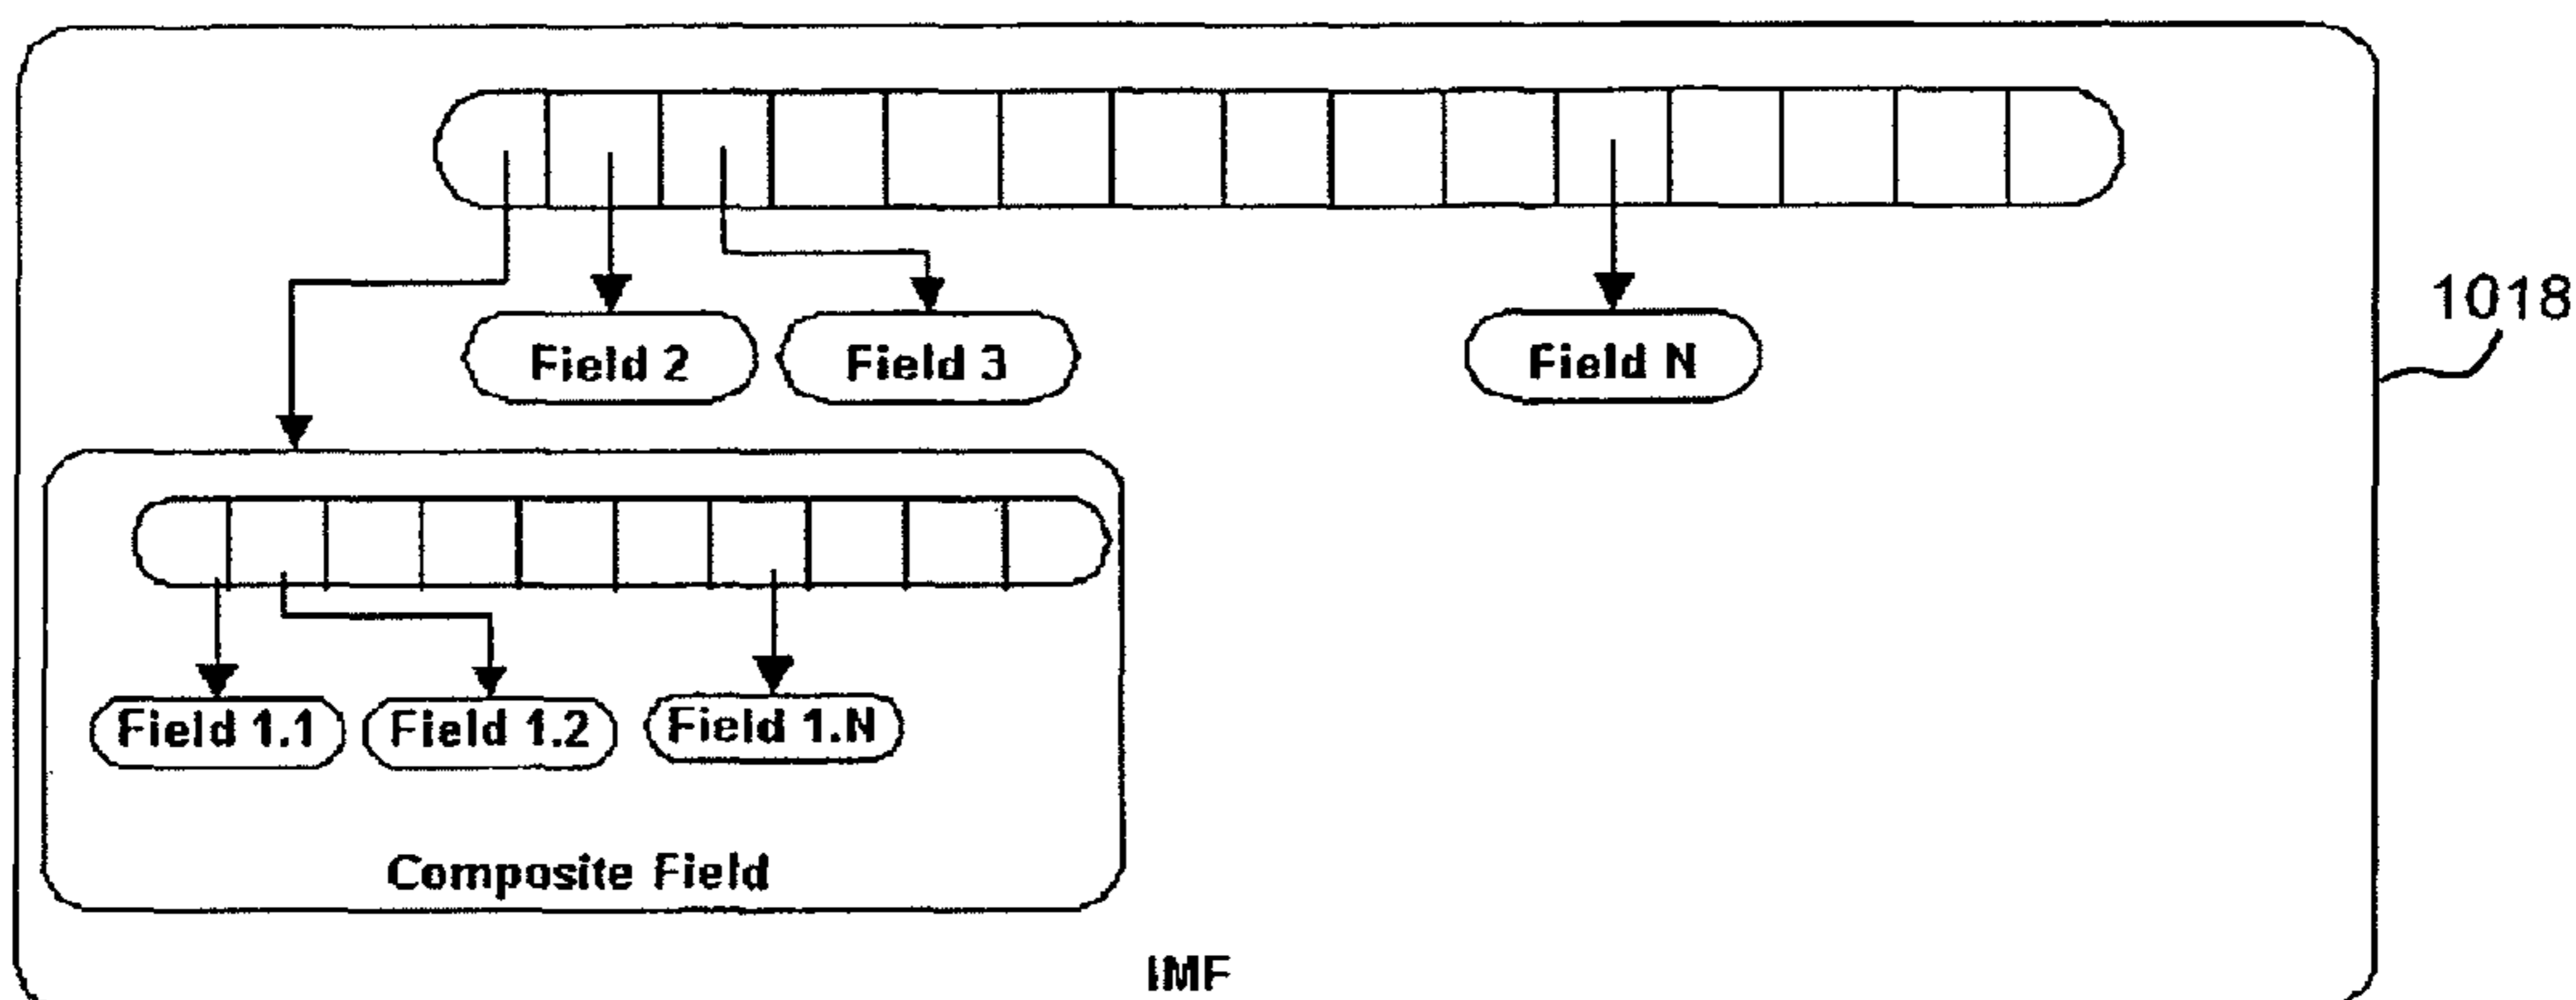 1018
Field 2
Field 3
Field N
Field 1.1
Field 1.2
Field 1.N
Composite Field
IMF